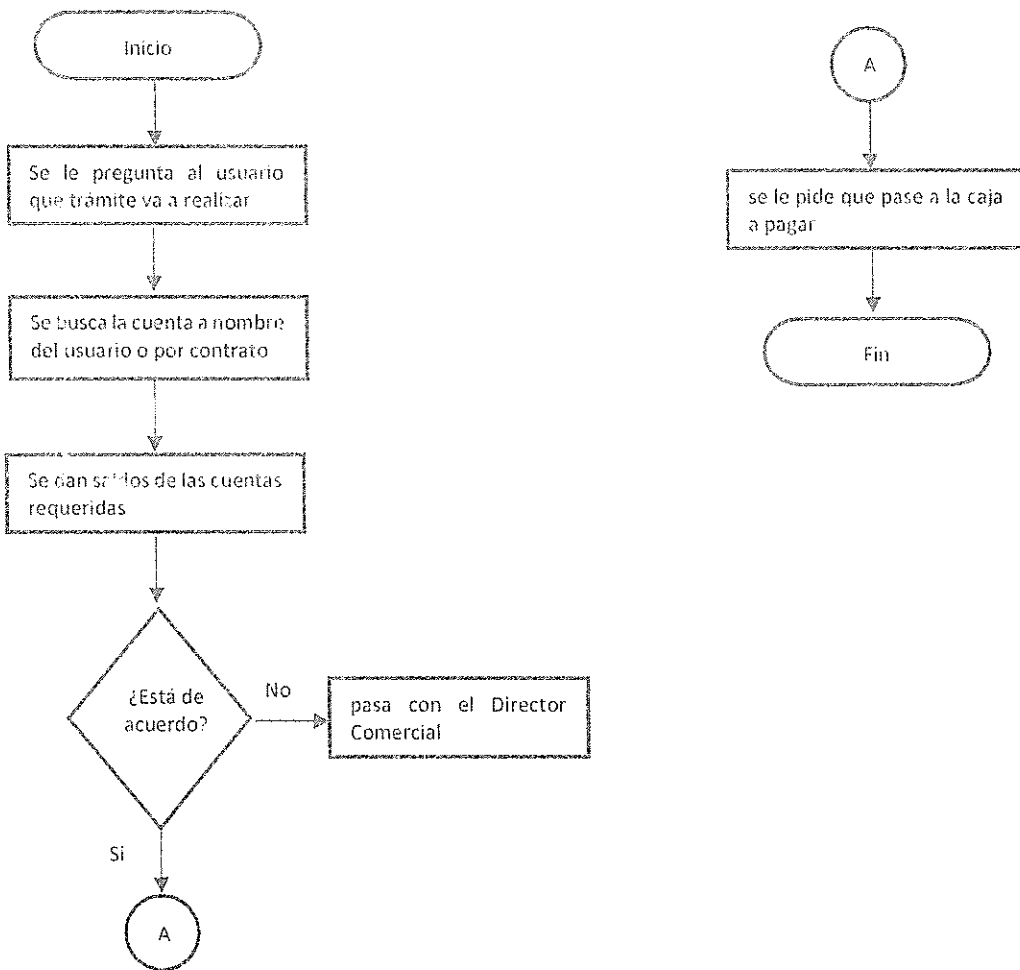 Inicio
Se le pregunta al usuario
que trámite va a realizar
Se busca la cuenta a nombre
del usuario o por contrato
Se dan saldos de las cuentas
requeridas
¿Está de
acuerdo?
No
pasa con el Director
Comercial
Si
A
A
se le pide que pase a la caja
a pagar
Fin